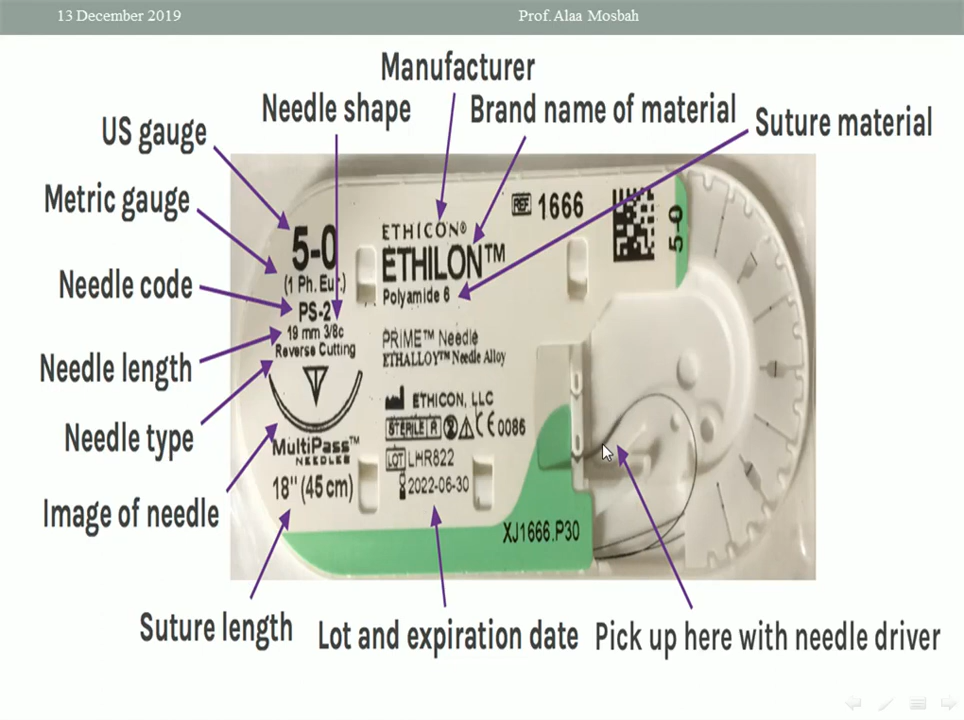 13 December 2019
Prof. Alaa Mosbah
Manufacturer
Needle shape
Brand name of material
US gauge
Suture material
Metric gauge
Needle code
Needle length
Needle type
Image of needle
5-0
(1 Ph. Eur.)
PS-2
19 mm 3/8c
Reverse Cutting
MultiPass™
NEEDLES
18" (45 cm)
ETHICON®
ETHILON™
Polyamide 6
PRIME™ Needle
ETHALLOY™ Needle Alloy
ETHICON, LLC
STERILE R
CE 0086
LOT LHR822
2022-06-30
REF 1666
5-0
XJ1666.P30
Suture length
Lot and expiration date
Pick up here with needle driver